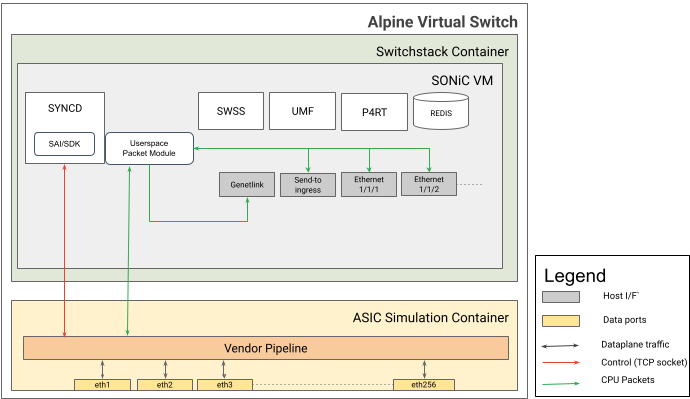 Alpine Virtual Switch
Switchstack Container
SONiC VM
SYNCD
SAI/SDK
Userspace
Packet Module
SWSS
UMF
P4RT
REDIS
Genetlink
Send-to
ingress
Ethernet
1/1/1
Ethernet
1/1/2
ASIC Simulation Container
Vendor Pipeline
eth1
eth2
eth3
eth256
Legend
Host I/F`
Data ports
Dataplane traffic
Control (TCP socket)
CPU Packets